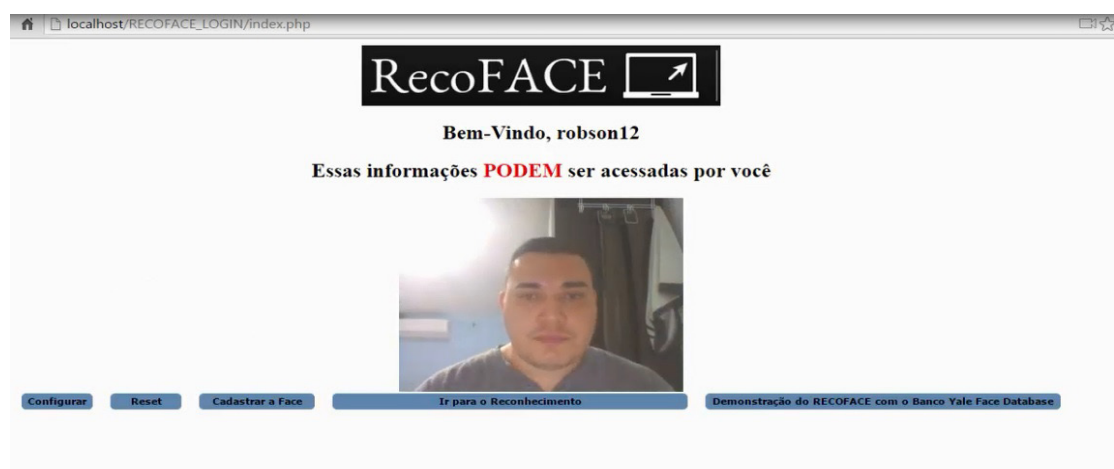 localhost/RECOFACE_LOGIN/index.php
RecoFACE
Bem-Vindo, robson12
Essas informações PODEM ser acessadas por você
Configurar Reset Cadastrar a Face Ir para o Reconhecimento Demonstração do RECOFACE com o Banco Yale Face Database